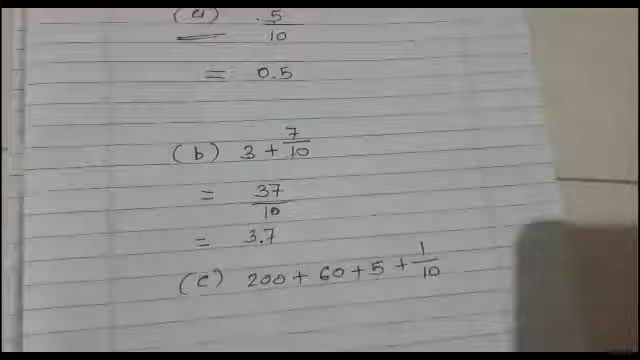 (a) 5/10
= 0.5
(b) 3 + 7/10
= 37/10
= 3.7
(c) 200 + 60 + 5 + 1/10